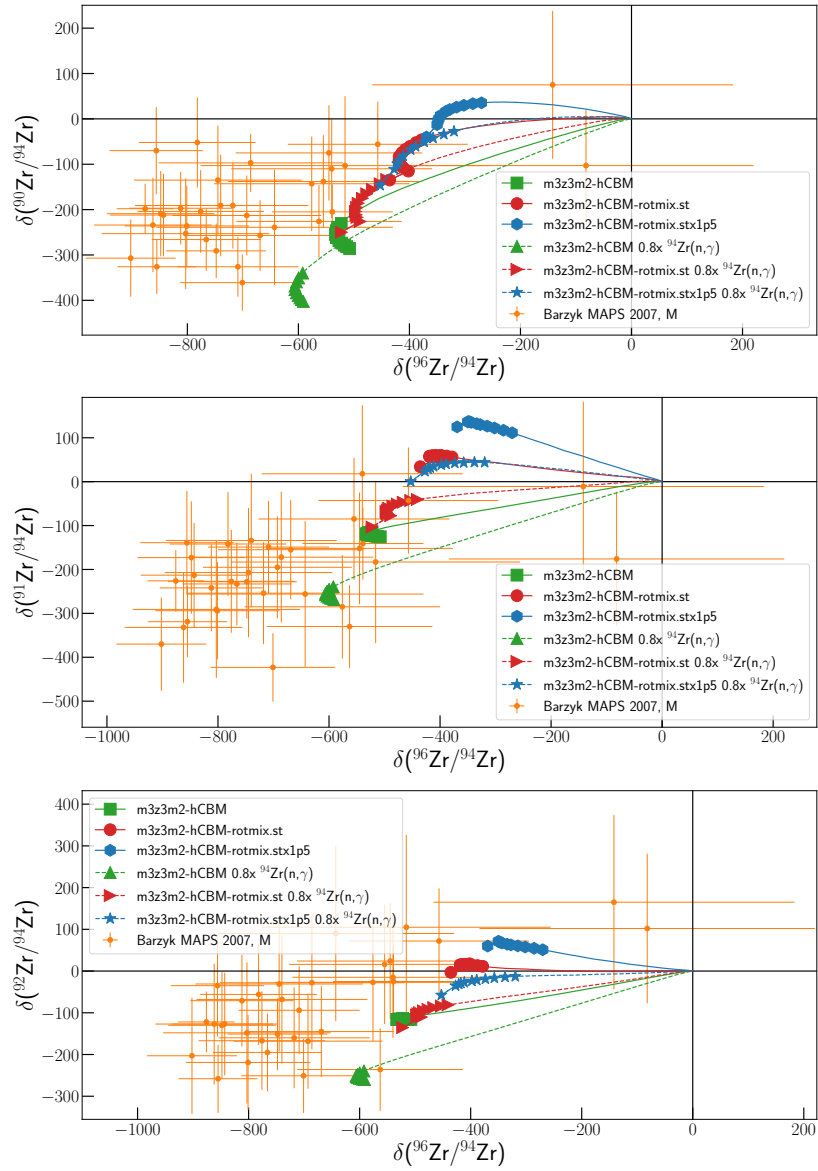 200
100
0
−100
−200
−300
−400
δ(⁹⁰Zr/⁹⁴Zr)
m3z3m2-hCBM
m3z3m2-hCBM-rotmix.st
m3z3m2-hCBM-rotmix.stx1p5
m3z3m2-hCBM 0.8x ⁹⁴Zr(n,γ)
m3z3m2-hCBM-rotmix.st 0.8x ⁹⁴Zr(n,γ)
m3z3m2-hCBM-rotmix.stx1p5 0.8x ⁹⁴Zr(n,γ)
Barzyk MAPS 2007, M
−800 −600 −400 −200 0 200
δ(⁹⁶Zr/⁹⁴Zr)
100
0
−100
−200
−300
−400
−500
δ(⁹¹Zr/⁹⁴Zr)
m3z3m2-hCBM
m3z3m2-hCBM-rotmix.st
m3z3m2-hCBM-rotmix.stx1p5
m3z3m2-hCBM 0.8x ⁹⁴Zr(n,γ)
m3z3m2-hCBM-rotmix.st 0.8x ⁹⁴Zr(n,γ)
m3z3m2-hCBM-rotmix.stx1p5 0.8x ⁹⁴Zr(n,γ)
Barzyk MAPS 2007, M
−1000 −800 −600 −400 −200 0 200
δ(⁹⁶Zr/⁹⁴Zr)
400
300
200
100
0
−100
−200
−300
δ(⁹²Zr/⁹⁴Zr)
m3z3m2-hCBM
m3z3m2-hCBM-rotmix.st
m3z3m2-hCBM-rotmix.stx1p5
m3z3m2-hCBM 0.8x ⁹⁴Zr(n,γ)
m3z3m2-hCBM-rotmix.st 0.8x ⁹⁴Zr(n,γ)
m3z3m2-hCBM-rotmix.stx1p5 0.8x ⁹⁴Zr(n,γ)
Barzyk MAPS 2007, M
−1000 −800 −600 −400 −200 0 200
δ(⁹⁶Zr/⁹⁴Zr)